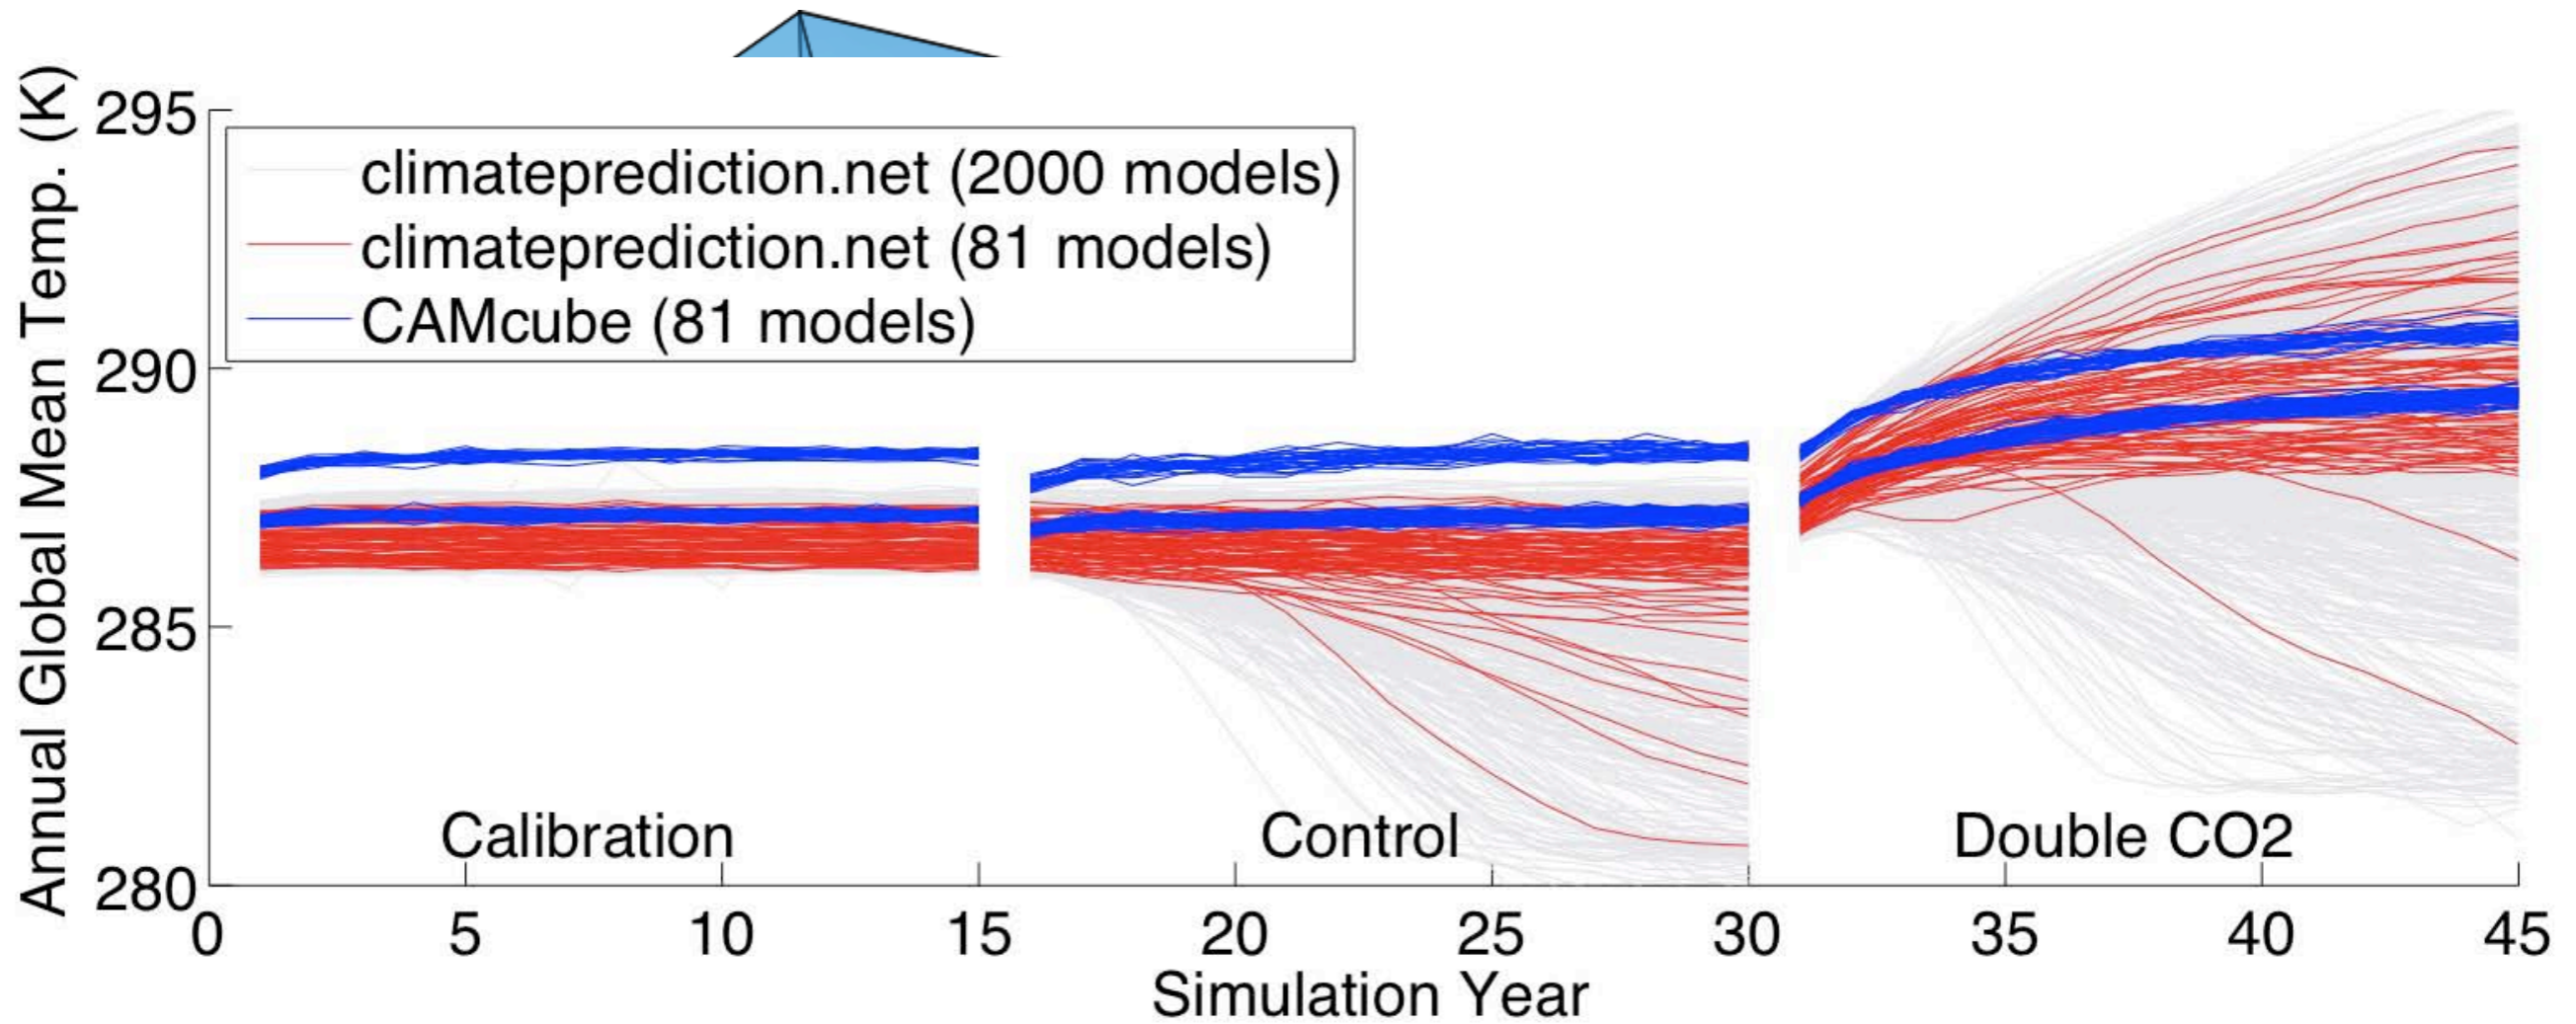 Annual Global Mean Temp. (K)
295
290
285
280
climateprediction.net (2000 models)
climateprediction.net (81 models)
CAMcube (81 models)
Calibration
Control
Double CO2
0 5 10 15 20 25 30 35 40 45
Simulation Year